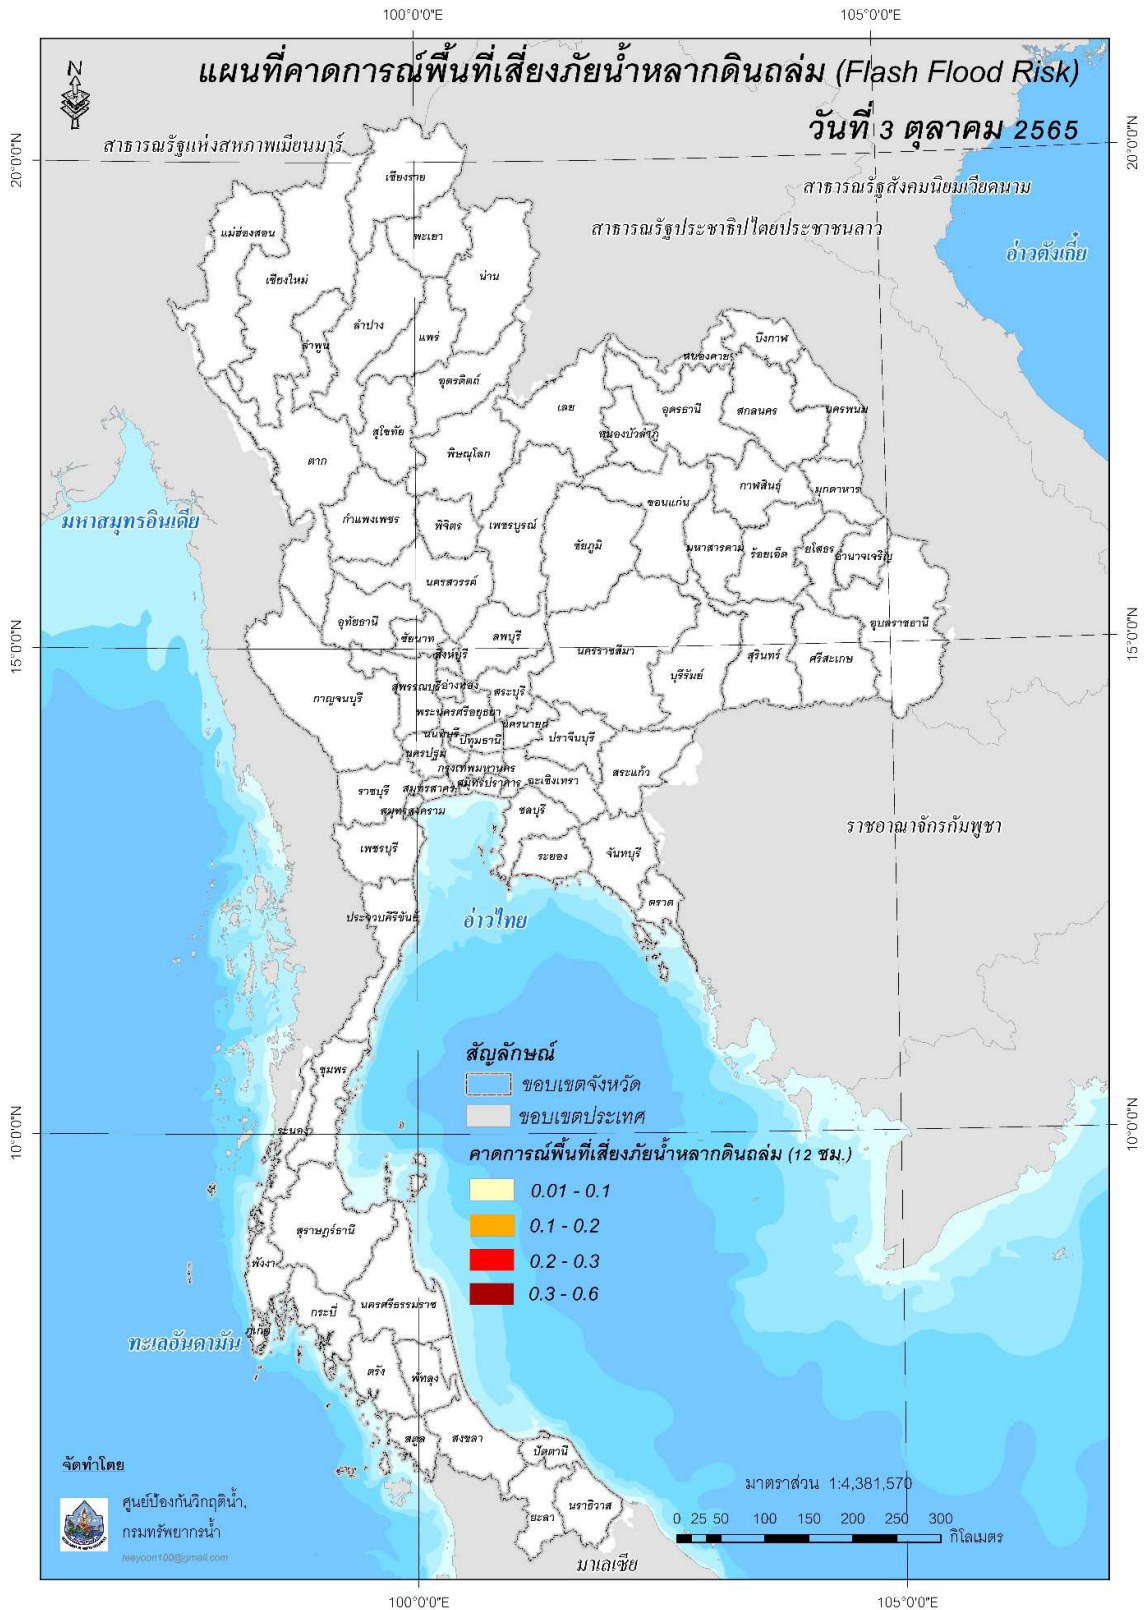 100°0'0"E
105°0'0"E
แผนที่คาดการณ์พื้นที่เสี่ยงภัยน้ำหลากดินถล่ม (Flash Flood Risk)
วันที่ 3 ตุลาคม 2565
N
20°0'0"N
20°0'0"N
สาธารณรัฐแห่งสหภาพเมียนมาร์
เชียงราย
สาธารณรัฐสังคมนิยมเวียดนาม
สาธารณรัฐประชาธิปไตยประชาชนลาว
อ่าวตังเกี๋ย
แม่ฮ่องสอน
พะเยา
เชียงใหม่
น่าน
ลำปาง
แพร่
ลำพูน
บึงกาฬ
หนองคาย
อุตรดิตถ์
เลย
อุดรธานี
สกลนคร
นครพนม
สุโขทัย
หนองบัวลำภู
ตาก
พิษณุโลก
กาฬสินธุ์
มุกดาหาร
ขอนแก่น
มหาสมุทรอินเดีย
กำแพงเพชร
พิจิตร
เพชรบูรณ์
ชัยภูมิ
มหาสารคาม
ร้อยเอ็ด
ยโสธร
อำนาจเจริญ
นครสวรรค์
อุทัยธานี
ชัยนาท
ลพบุรี
อุบลราชธานี
15°0'0"N
15°0'0"N
สิงห์บุรี
นครราชสีมา
สุรินทร์
ศรีสะเกษ
บุรีรัมย์
กาญจนบุรี
สุพรรณบุรี
อ่างทอง
สระบุรี
พระนครศรีอยุธยา
นครนายก
นนทบุรี
ปทุมธานี
ปราจีนบุรี
นครปฐม
กรุงเทพมหานคร
สระแก้ว
ราชบุรี
สมุทรสาคร
สมุทรปราการ
ฉะเชิงเทรา
สมุทรสงคราม
ชลบุรี
ราชอาณาจักรกัมพูชา
เพชรบุรี
ระยอง
จันทบุรี
ตราด
ประจวบคีรีขันธ์
อ่าวไทย
ชุมพร
สัญลักษณ์
ขอบเขตจังหวัด
ขอบเขตประเทศ
ระนอง
10°0'0"N
10°0'0"N
คาดการณ์พื้นที่เสี่ยงภัยน้ำหลากดินถล่ม (12 ชม.)
0.01 - 0.1
0.1 - 0.2
0.2 - 0.3
0.3 - 0.6
สุราษฎร์ธานี
พังงา
กระบี่
นครศรีธรรมราช
ภูเก็ต
ทะเลอันดามัน
ตรัง
พัทลุง
สตูล
สงขลา
ปัตตานี
ยะลา
นราธิวาส
มาเลเซีย
จัดทำโดย
ศูนย์ป้องกันวิกฤติน้ำ,
กรมทรัพยากรน้ำ
teeyoon100@gmail.com
มาตราส่วน 1:4,381,570
0 25 50 100 150 200 250 300
กิโลเมตร
100°0'0"E
105°0'0"E